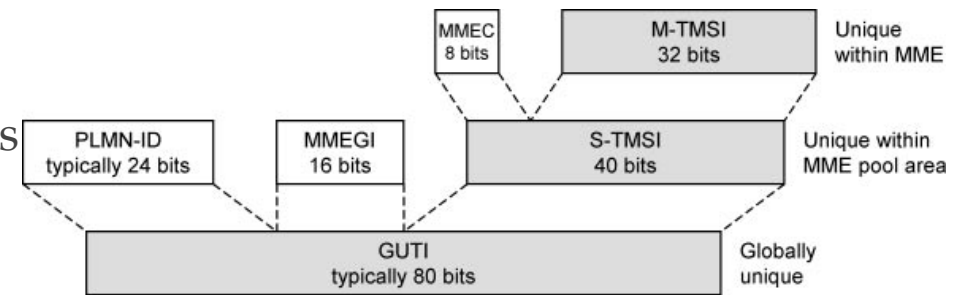 MMEC
8 bits
M-TMSI
32 bits
Unique
within MME
S
PLMN-ID
typically 24 bits
MMEGI
16 bits
S-TMSI
40 bits
Unique within
MME pool area
GUTI
typically 80 bits
Globally
unique